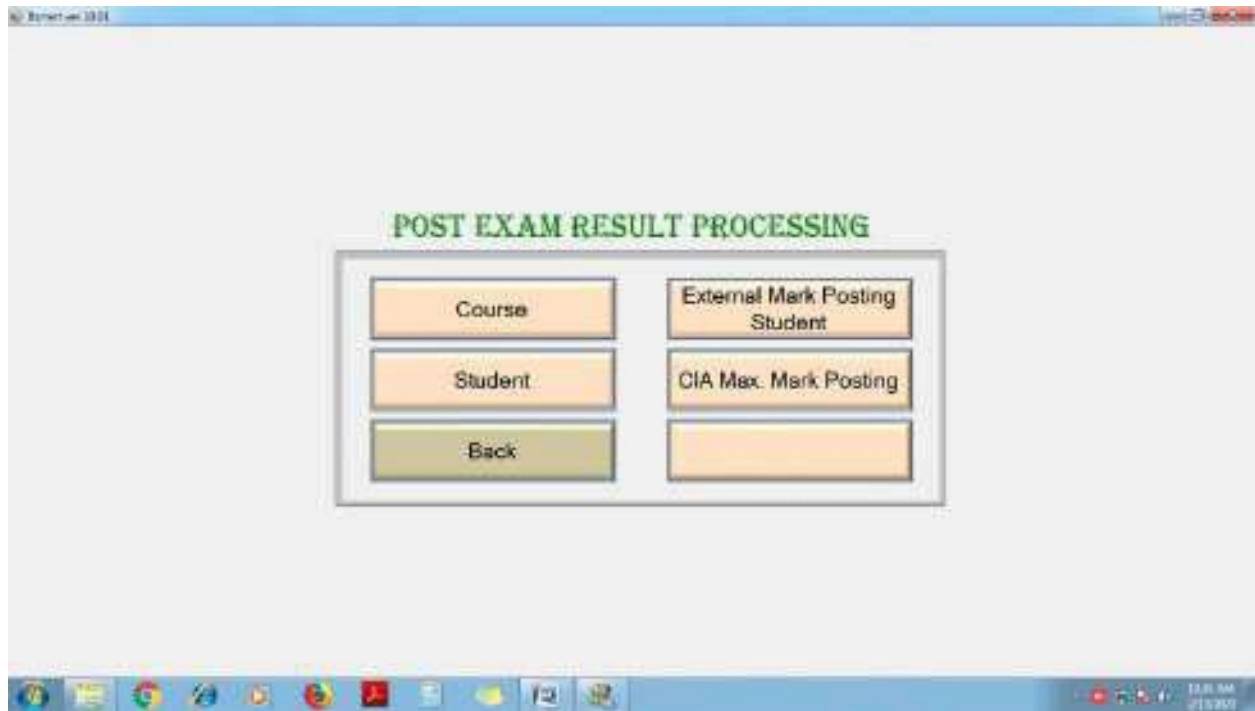 POST EXAM RESULT PROCESSING
Course
External Mark Posting
Student
Student
CIA Max. Mark Posting
Back